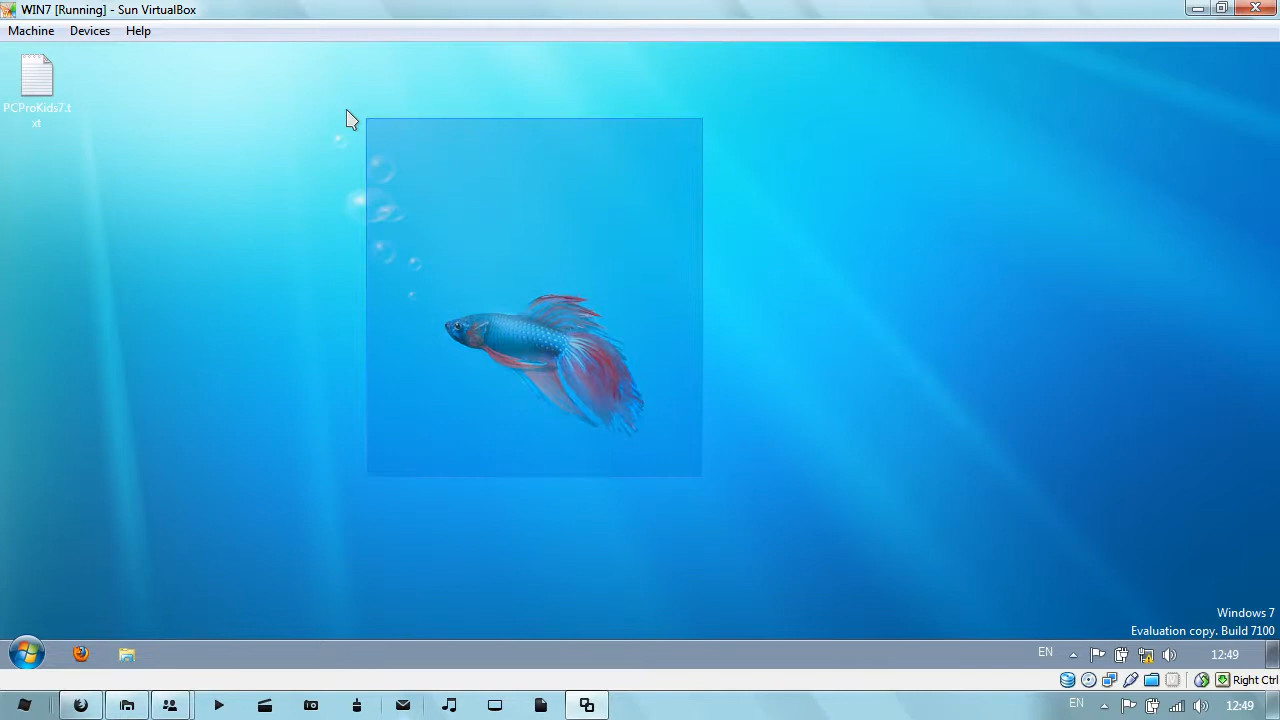 WIN7 [Running] - Sun VirtualBox
Machine Devices Help
PCProKids7.t
xt
Windows 7
Evaluation copy. Build 7100
EN 12:49
Right Ctrl
EN 12:49